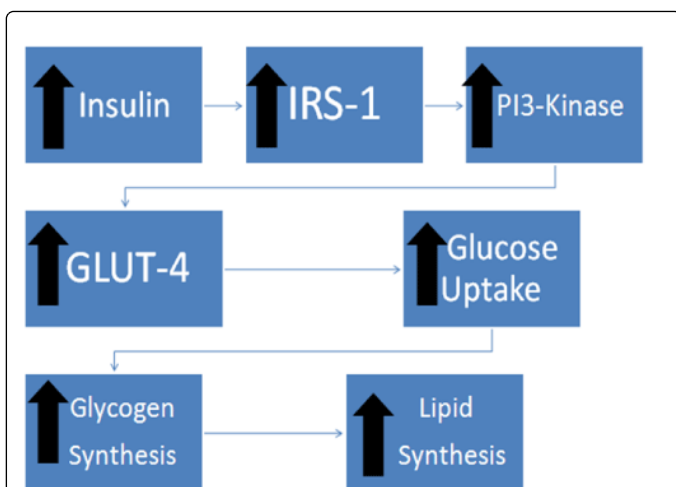 Insulin
IRS-1
PI3-Kinase
GLUT-4
Glucose
Uptake
Glycogen
Synthesis
Lipid
Synthesis